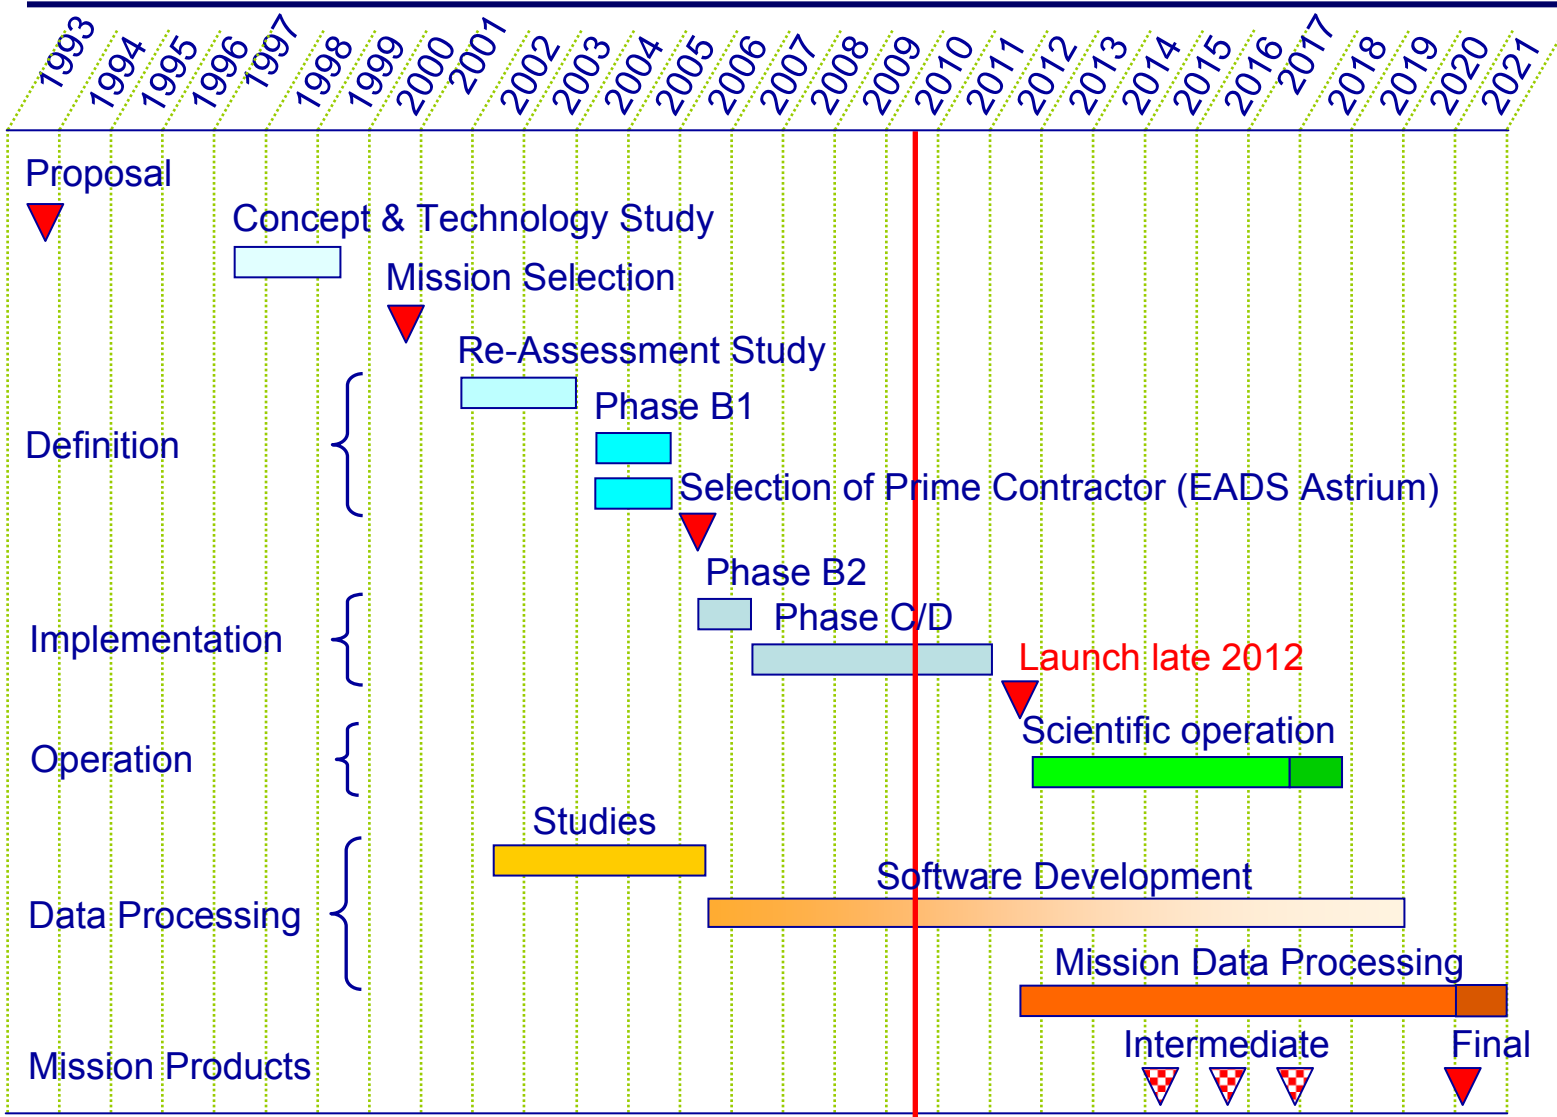 1993 1994 1995 1996 1997 1998 1999 2000 2001 2002 2003 2004 2005 2006 2007 2008 2009 2010 2011 2012 2013 2014 2015 2016 2017 2018 2019 2020 2021
Proposal
Concept & Technology Study
Mission Selection
Re-Assessment Study
Phase B1
Definition
Selection of Prime Contractor (EADS Astrium)
Phase B2
Phase C/D
Implementation
Launch late 2012
Scientific operation
Operation
Studies
Software Development
Data Processing
Mission Data Processing
Intermediate Final
Mission Products